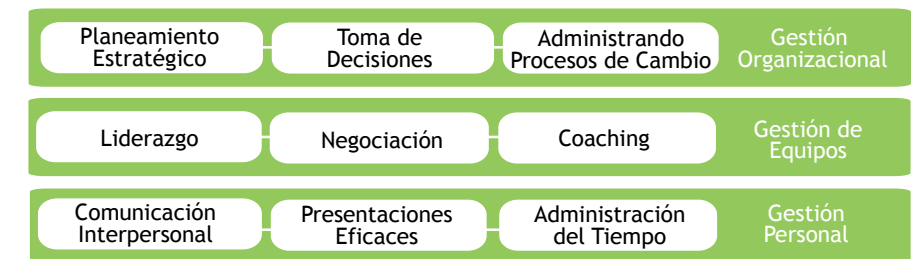 Planeamiento
Estratégico
Toma de
Decisiones
Administrando
Procesos de Cambio
Gestión
Organizacional
Liderazgo
Negociación
Coaching
Gestión de
Equipos
Comunicación
Interpersonal
Presentaciones
Eficaces
Administración
del Tiempo
Gestión
Personal